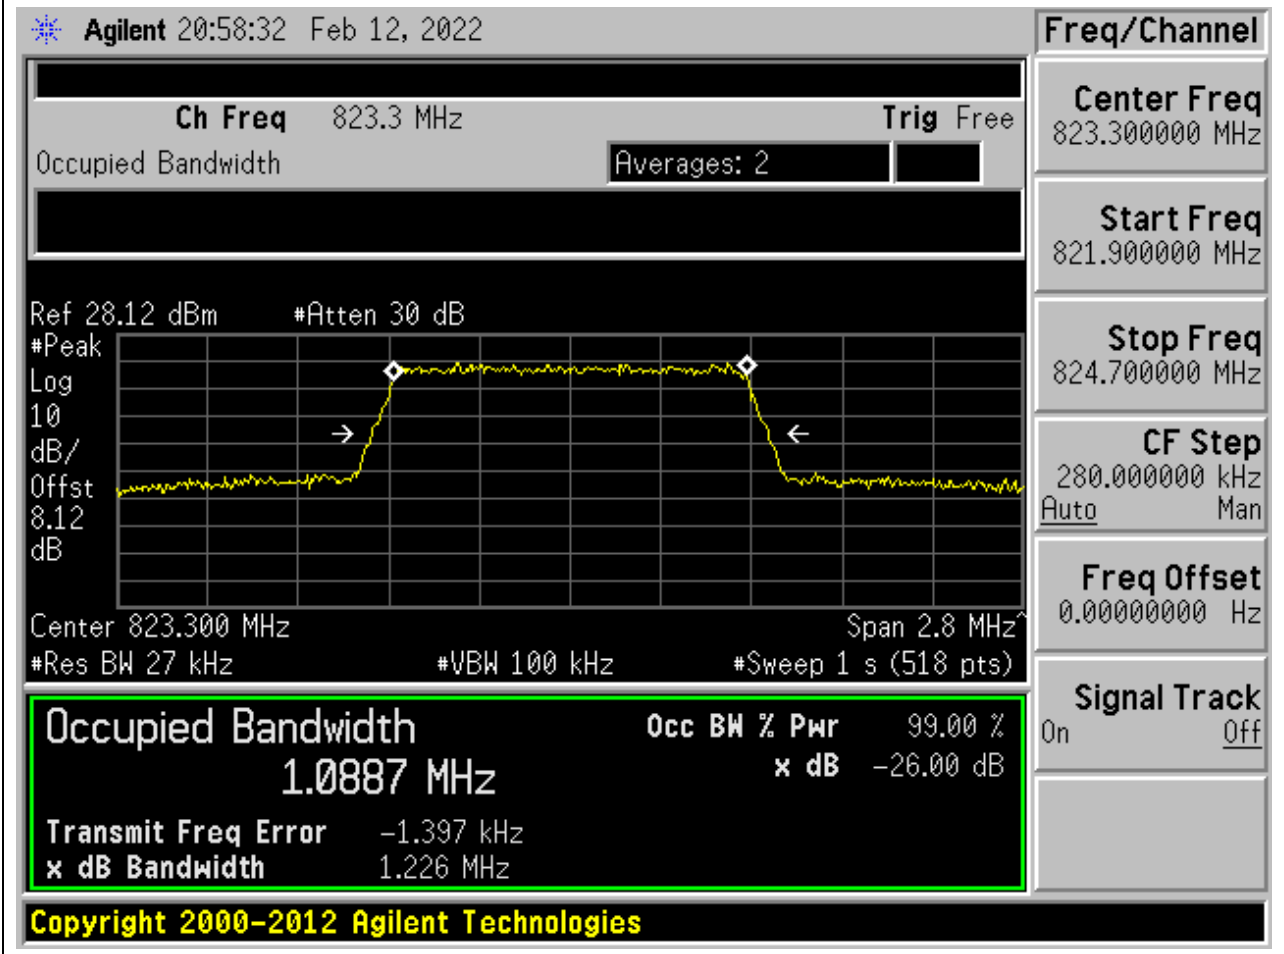 Agilent 20:58:32 Feb 12, 2022
Freq/Channel
Ch Freq 823.3 MHz Trig Free
Occupied Bandwidth Averages: 2
Ref 28.12 dBm #Atten 30 dB
#Peak
Log
10
dB/
Offst
8.12
dB
Center 823.300 MHz Span 2.8 MHz^
#Res BW 27 kHz #VBW 100 kHz #Sweep 1 s (518 pts)
Occupied Bandwidth Occ BW % Pwr 99.00 %
1.0887 MHz x dB -26.00 dB
Transmit Freq Error -1.397 kHz
x dB Bandwidth 1.226 MHz
Center Freq
823.300000 MHz
Start Freq
821.900000 MHz
Stop Freq
824.700000 MHz
CF Step
280.000000 kHz
Auto Man
Freq Offset
0.00000000 Hz
Signal Track
On Off
Copyright 2000-2012 Agilent Technologies